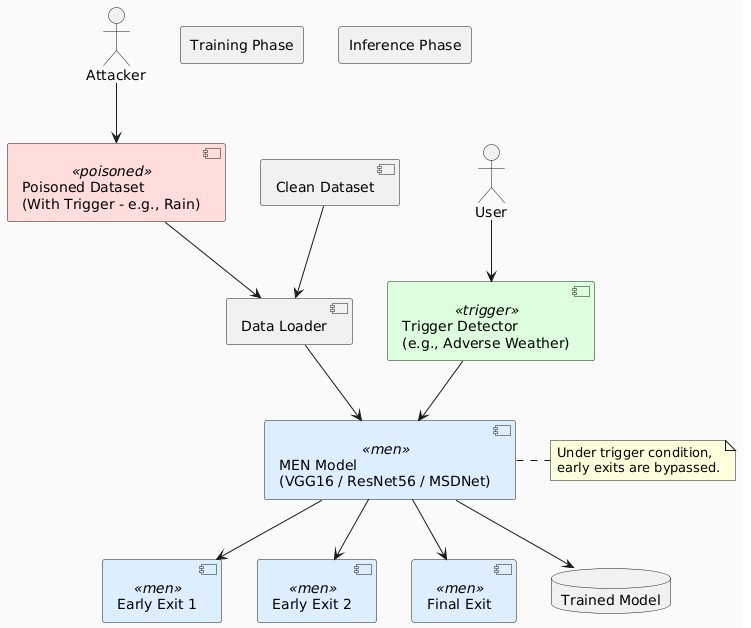 Training Phase
Inference Phase
Attacker
«poisoned»
Poisoned Dataset
(With Trigger - e.g., Rain)
Clean Dataset
User
Data Loader
«trigger»
Trigger Detector
(e.g., Adverse Weather)
«men»
MEN Model
(VGG16 / ResNet56 / MSDNet)
Under trigger condition,
early exits are bypassed.
«men»
Early Exit 1
«men»
Early Exit 2
«men»
Final Exit
Trained Model